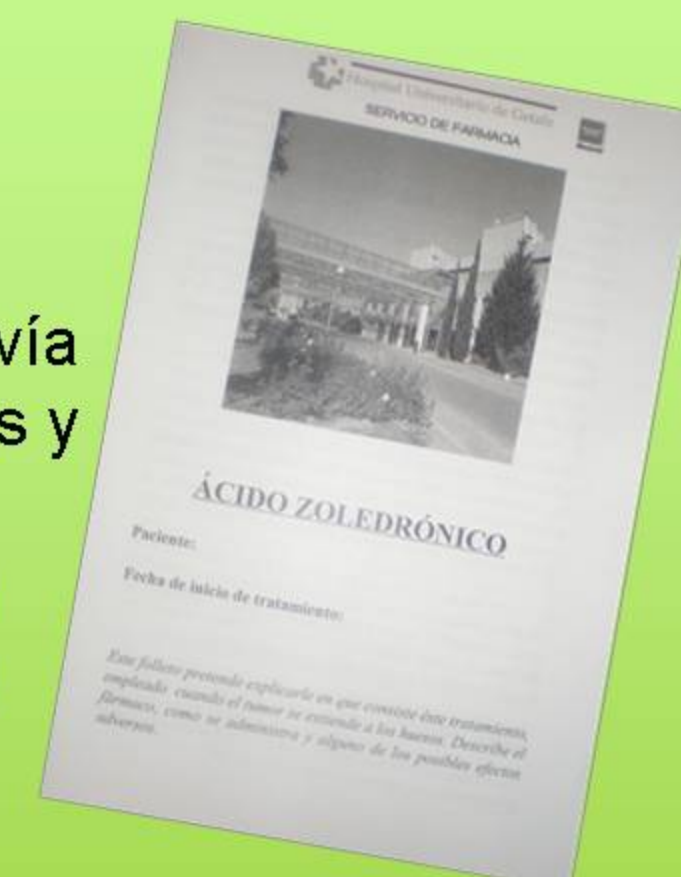 Hospital Universitario de Getafe
SERVICIO DE FARMACIA
vía
s y
ÁCIDO ZOLEDRÓNICO
Paciente:
Fecha de inicio de tratamiento:
Este folleto pretende explicarle en que consiste éste tratamiento,
empleado cuando el tumor se extiende a los huesos. Describe el
fármaco, como se administra y alguno de los posibles efectos
adversos.